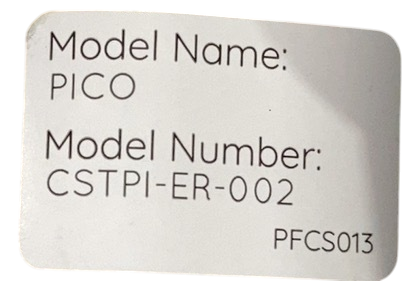 Model Name:
PICO
Model Number:
CSTPI-ER-002
PFCS013